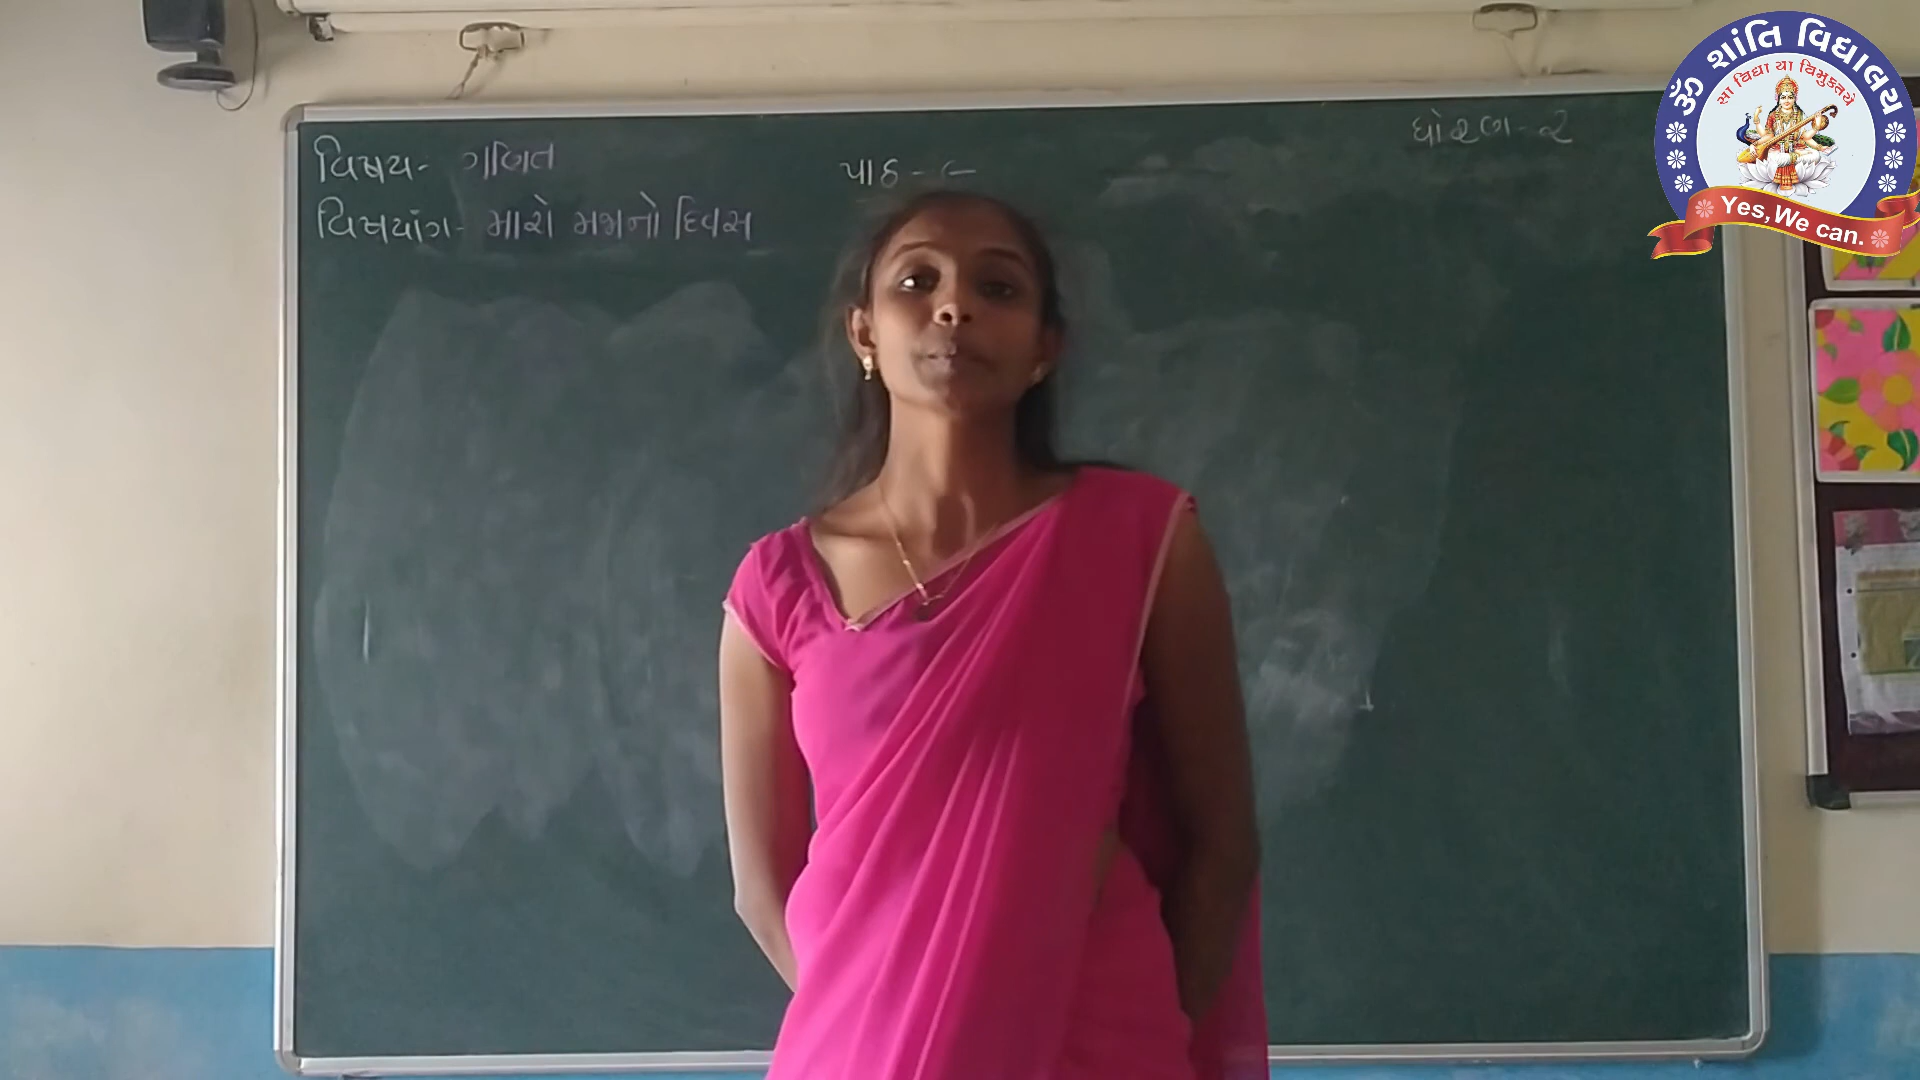 વિષય- ગણિત
પાઠ - ૯
ધોરણ - ૨
વિષયાંગ- મારો મજાનો દિવસ
ૐ શાંતિ વિદ્યાલય
સા વિદ્યા યા વિમુક્તયે
Yes,We can.